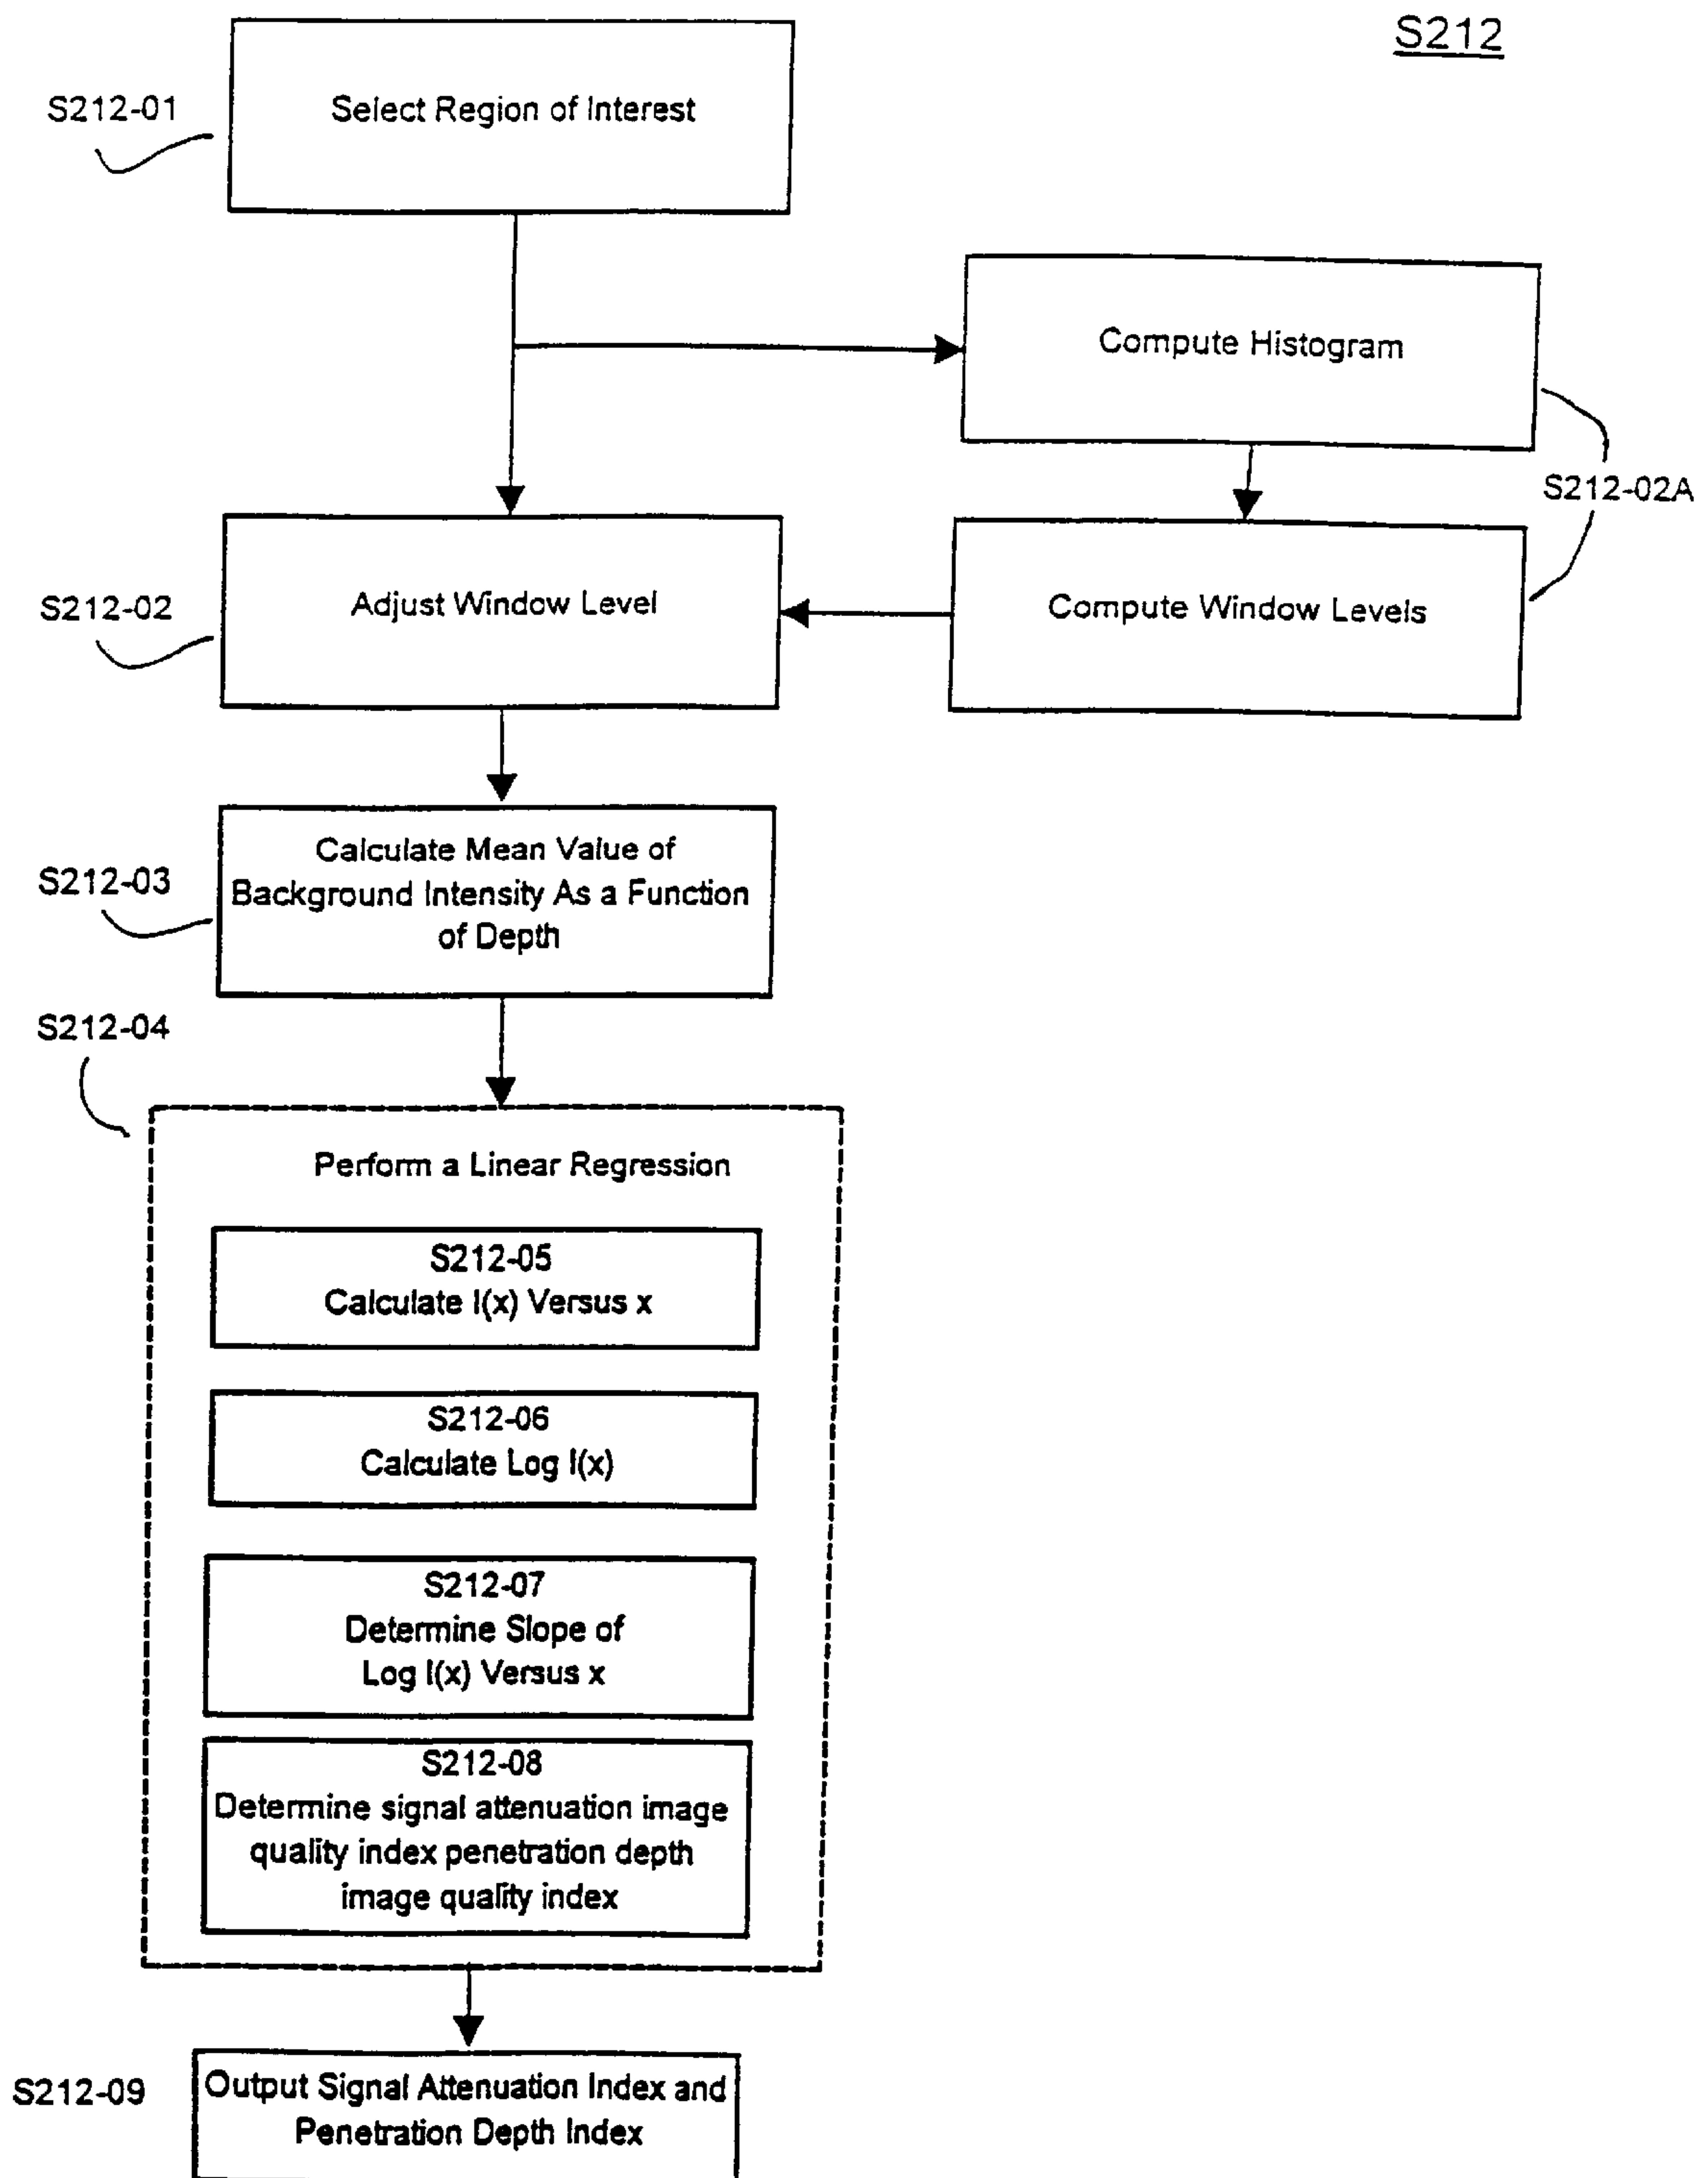 S212
S212-01
Select Region of Interest
Compute Histogram
S212-02A
S212-02
Adjust Window Level
Compute Window Levels
S212-03
Calculate Mean Value of
Background Intensity As a Function
of Depth
S212-04
Perform a Linear Regression
S212-05
Calculate I(x) Versus x
S212-06
Calculate Log I(x)
S212-07
Determine Slope of
Log I(x) Versus x
S212-08
Determine signal attenuation image
quality index penetration depth
image quality index
S212-09
Output Signal Attenuation Index and
Penetration Depth Index